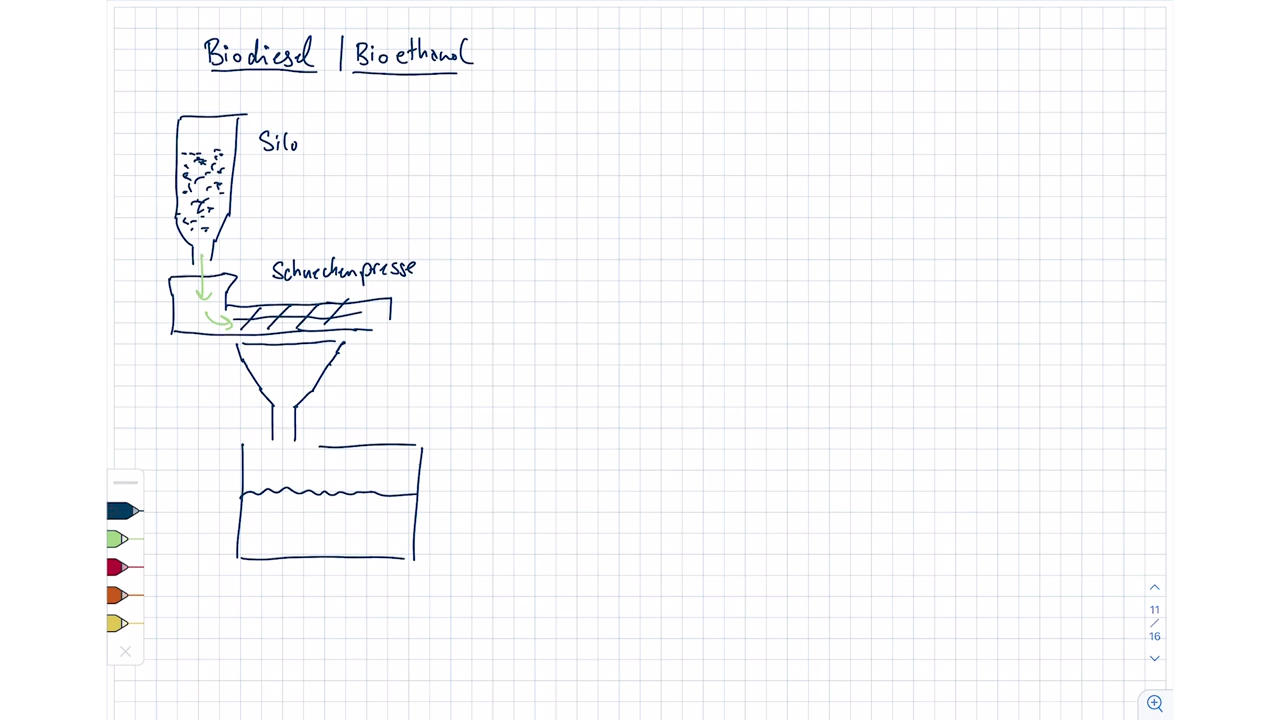 Biodiesel | Bioethanol
Silo
Schneckenpresse
11
/
16